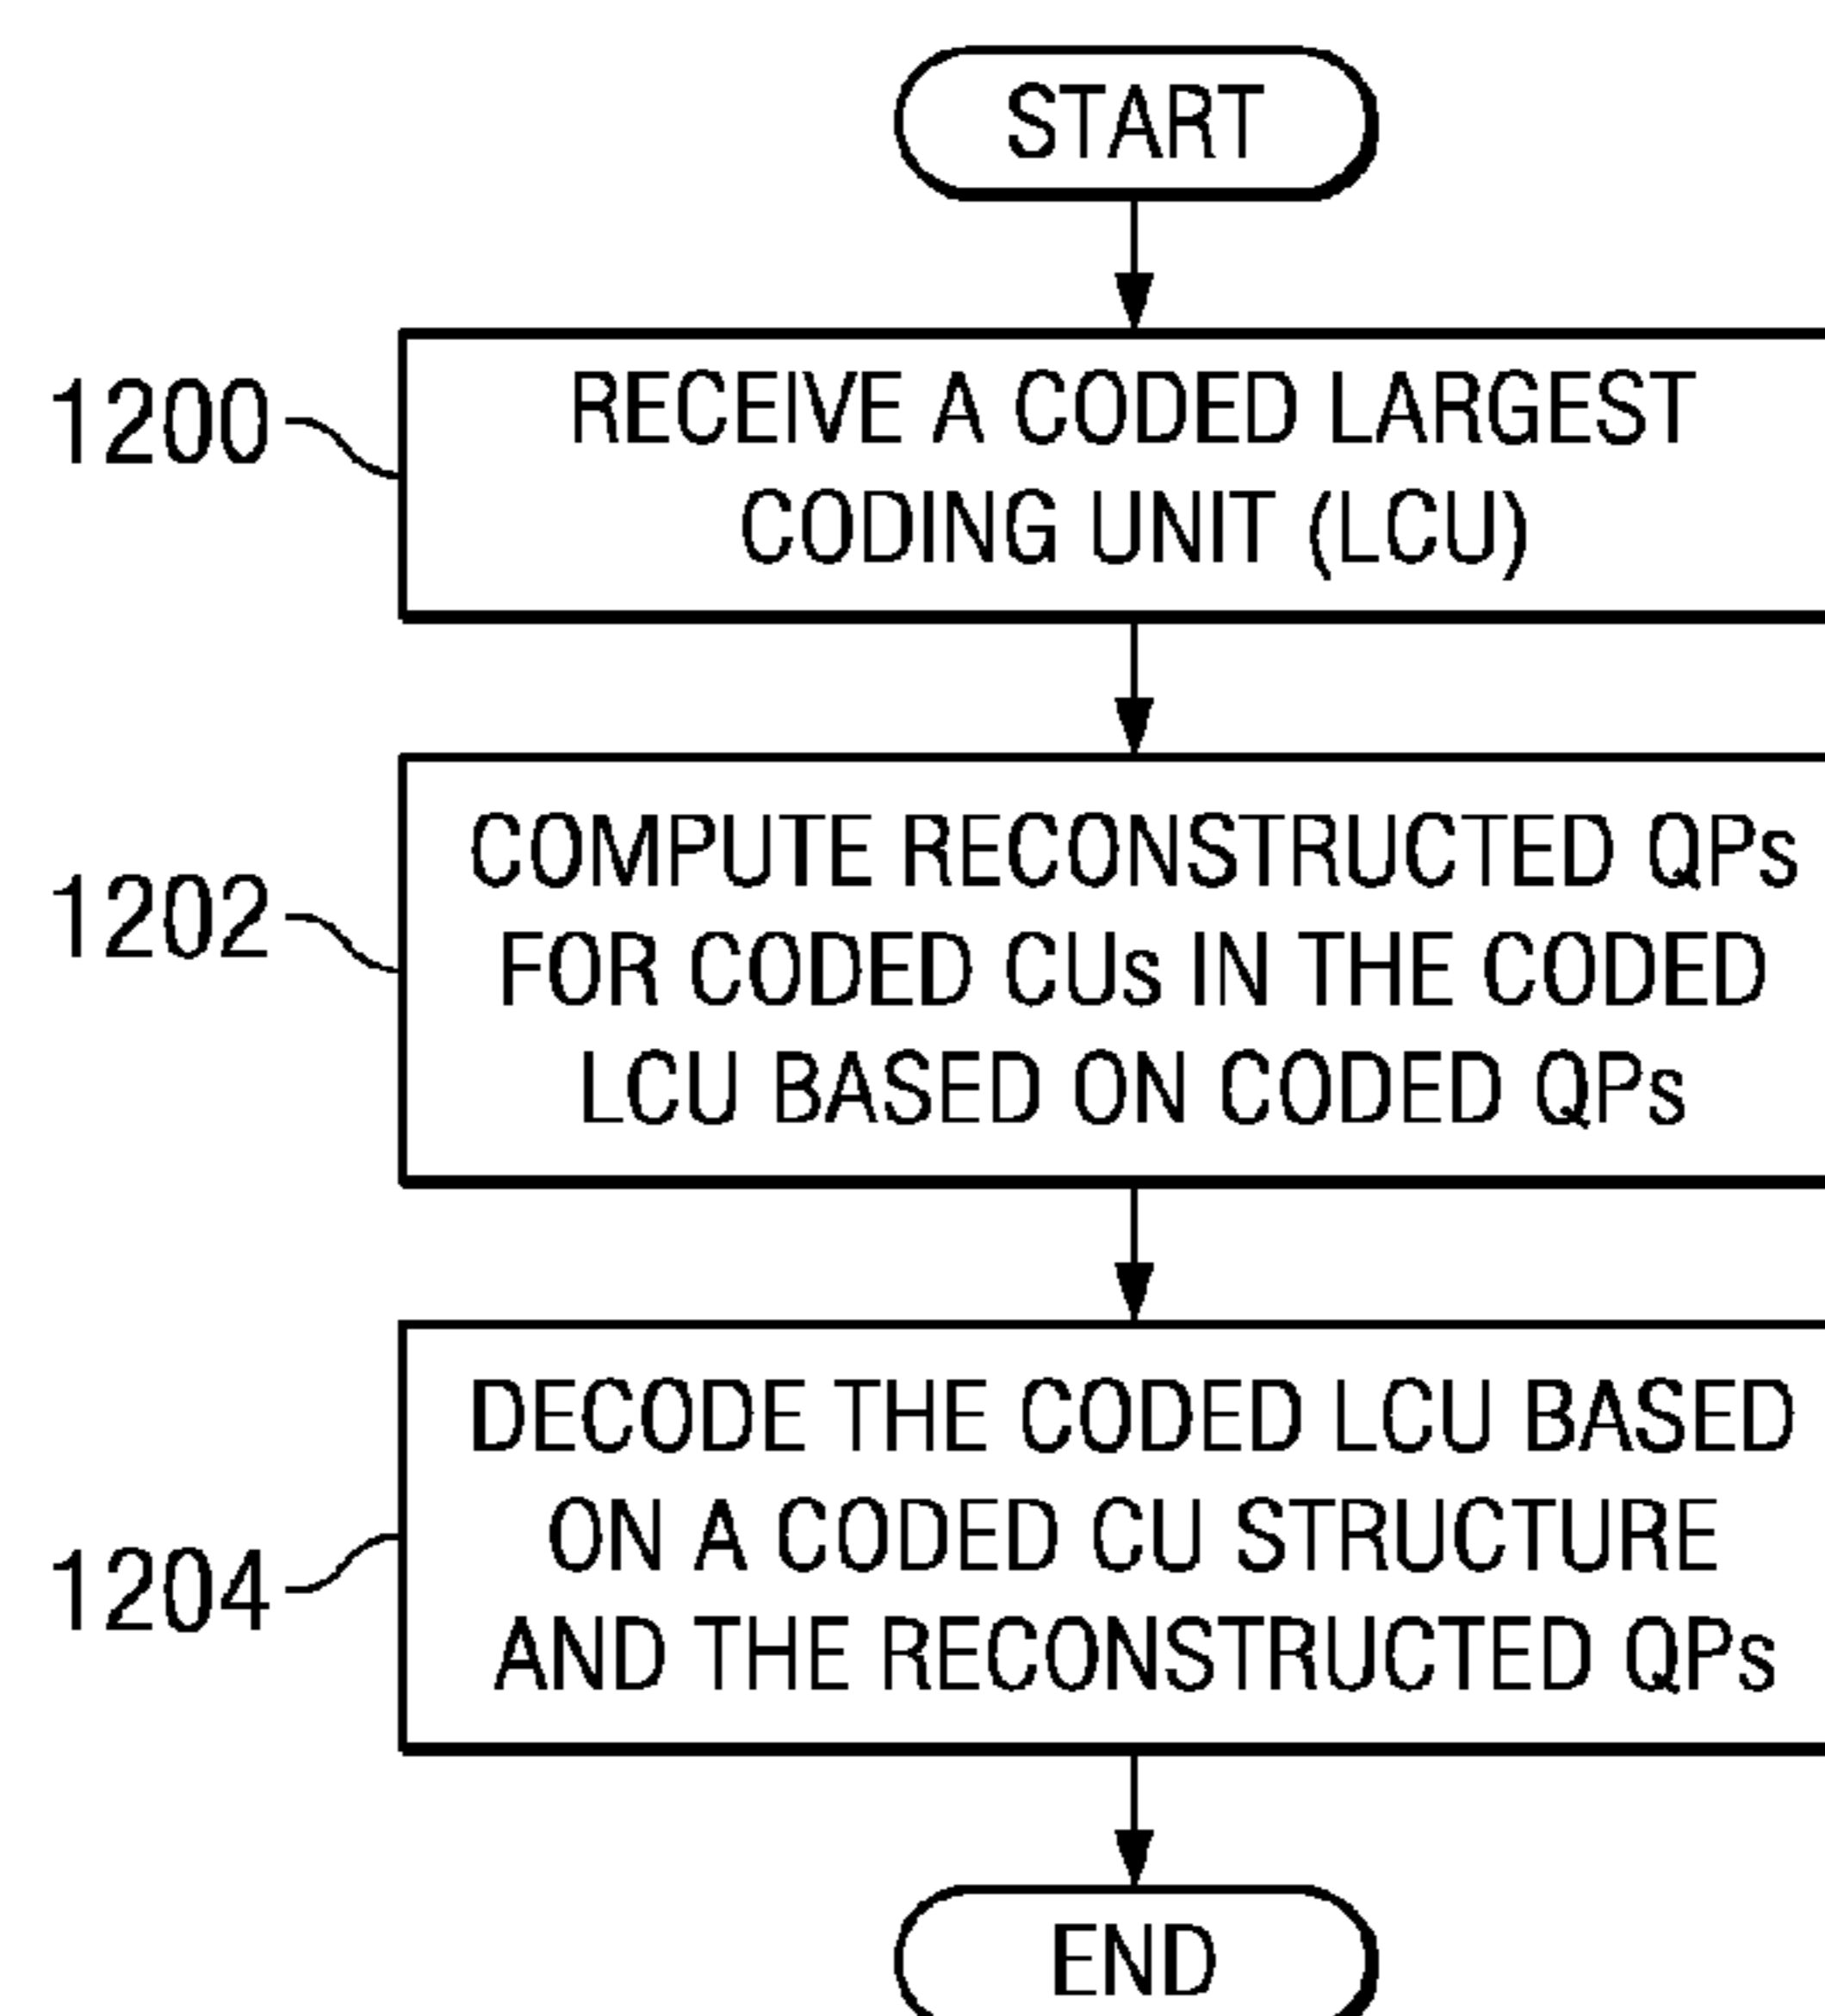 START
1200
RECEIVE A CODED LARGEST
CODING UNIT (LCU)
1202
COMPUTE RECONSTRUCTED QPs
FOR CODED CUs IN THE CODED
LCU BASED ON CODED QPs
1204
DECODE THE CODED LCU BASED
ON A CODED CU STRUCTURE
AND THE RECONSTRUCTED QPs
END